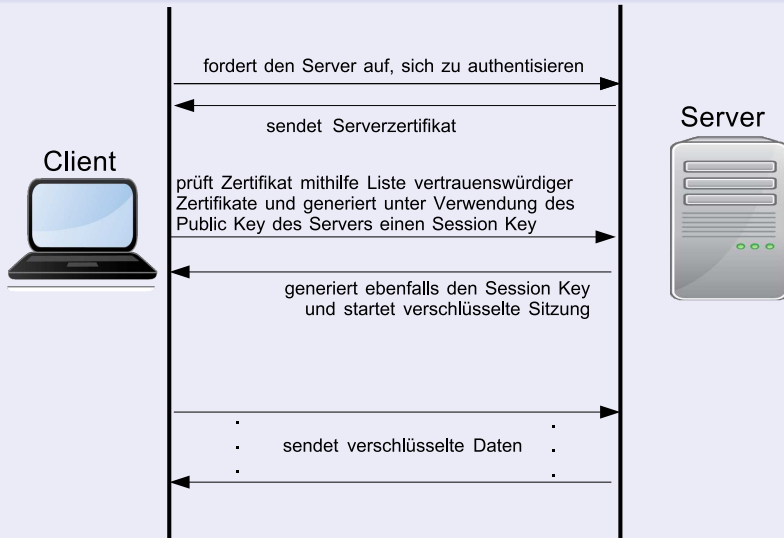 fordert den Server auf, sich zu authentisieren
sendet Serverzertifikat
Server
Client
prüft Zertifikat mithilfe Liste vertrauenswürdiger
Zertifikate und generiert unter Verwendung des
Public Key des Servers einen Session Key
generiert ebenfalls den Session Key
und startet verschlüsselte Sitzung
sendet verschlüsselte Daten